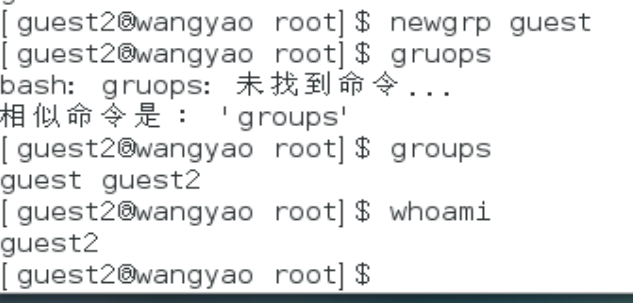 [guest2@wangyao root]$ newgrp guest
[guest2@wangyao root]$ gruops
bash: gruops: 未找到命令...
相似命令是： 'groups'
[guest2@wangyao root]$ groups
guest guest2
[guest2@wangyao root]$ whoami
guest2
[guest2@wangyao root]$